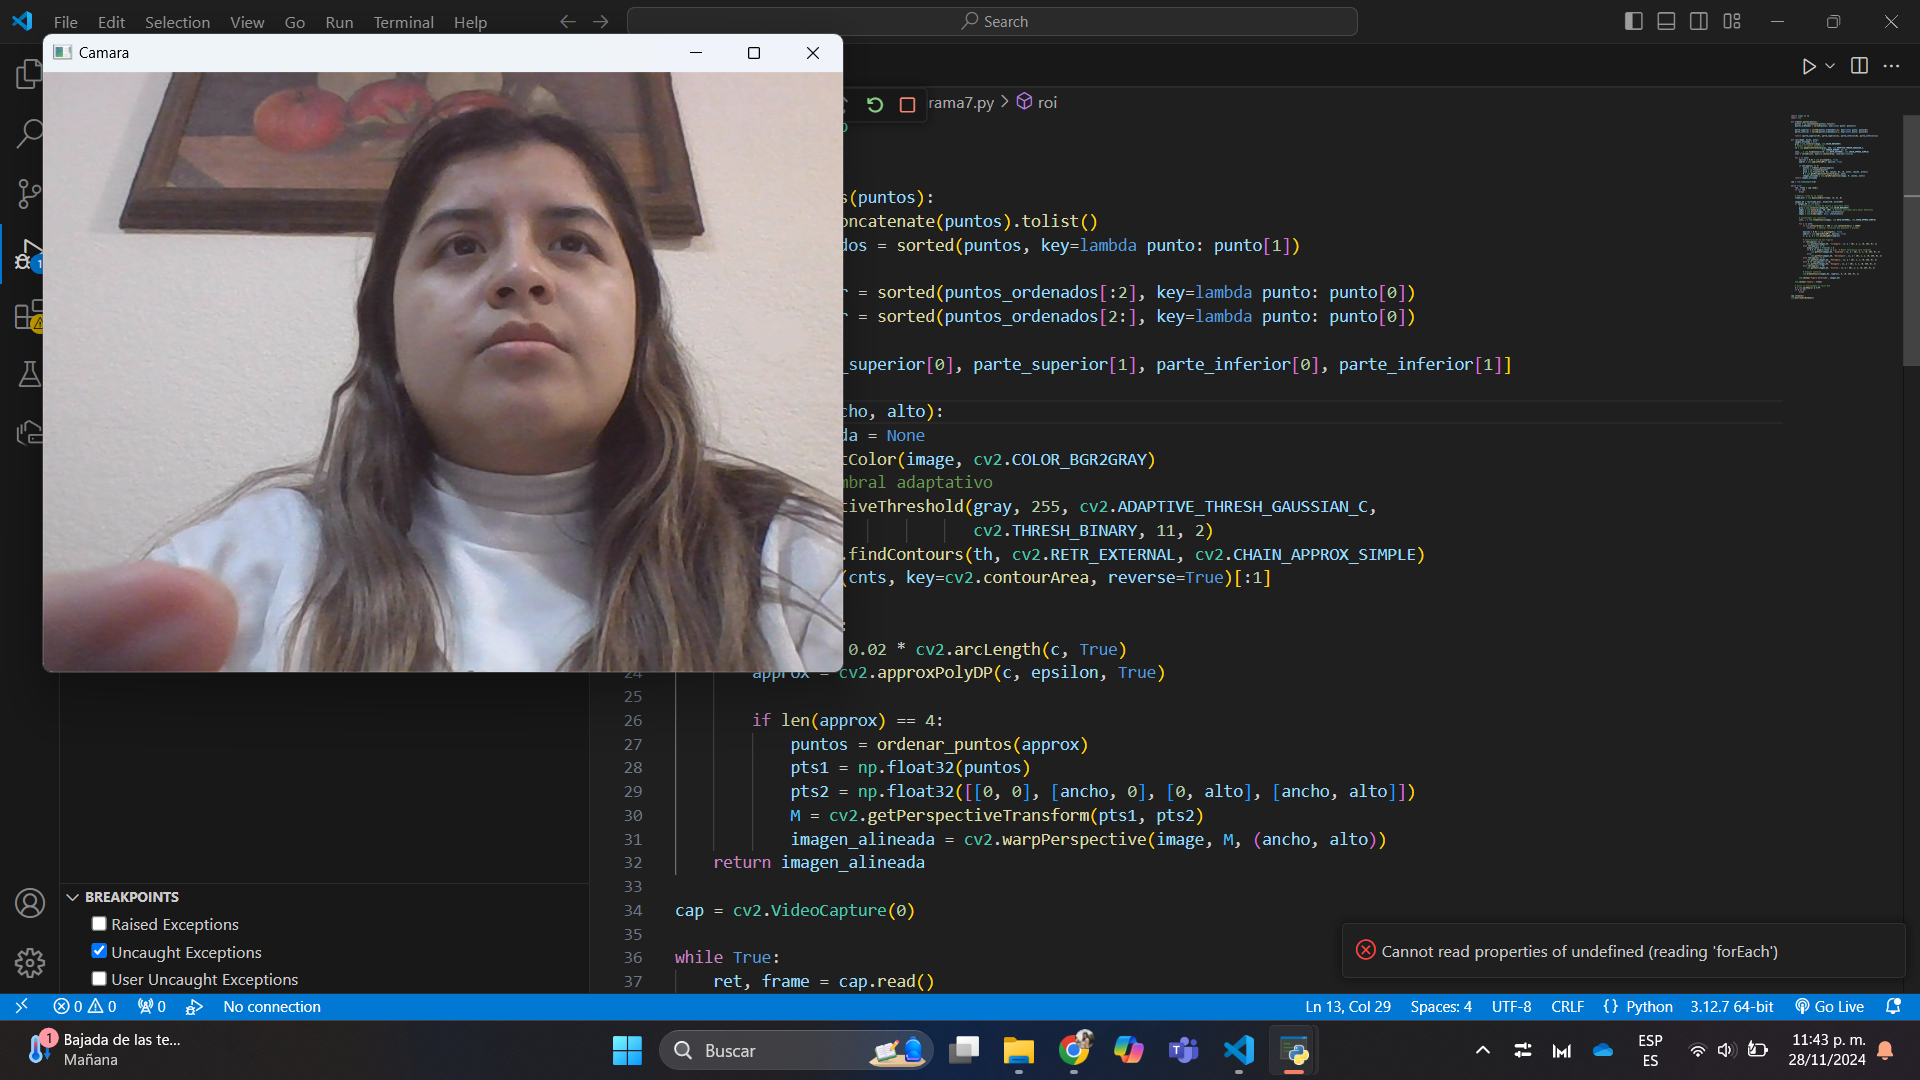 File Edit Selection View Go Run Terminal Help
Search
Camara
rama7.py > roi
s(puntos):
oncatenate(puntos).tolist()
dos = sorted(puntos, key=lambda punto: punto[1])
r = sorted(puntos_ordenados[:2], key=lambda punto: punto[0])
r = sorted(puntos_ordenados[2:], key=lambda punto: punto[0])
_superior[0], parte_superior[1], parte_inferior[0], parte_inferior[1]]
cho, alto):
da = None
tColor(image, cv2.COLOR_BGR2GRAY)
mbral adaptativo
tiveThreshold(gray, 255, cv2.ADAPTIVE_THRESH_GAUSSIAN_C,
cv2.THRESH_BINARY, 11, 2)
.findContours(th, cv2.RETR_EXTERNAL, cv2.CHAIN_APPROX_SIMPLE)
(cnts, key=cv2.contourArea, reverse=True)[:1]
:
0.02 * cv2.arcLength(c, True)
24 approx = cv2.approxPolyDP(c, epsilon, True)
25
26 if len(approx) == 4:
27 puntos = ordenar_puntos(approx)
28 pts1 = np.float32(puntos)
29 pts2 = np.float32([[0, 0], [ancho, 0], [0, alto], [ancho, alto]])
30 M = cv2.getPerspectiveTransform(pts1, pts2)
31 imagen_alineada = cv2.warpPerspective(image, M, (ancho, alto))
32 return imagen_alineada
33
34 cap = cv2.VideoCapture(0)
35
36 while True:
37 ret, frame = cap.read()
BREAKPOINTS
Raised Exceptions
Uncaught Exceptions
User Uncaught Exceptions
Cannot read properties of undefined (reading 'forEach')
0 0 0 No connection
Ln 13, Col 29 Spaces: 4 UTF-8 CRLF {} Python 3.12.7 64-bit Go Live
1 Bajada de las te...
Mañana
Buscar
ESP
ES
11:43 p. m.
28/11/2024